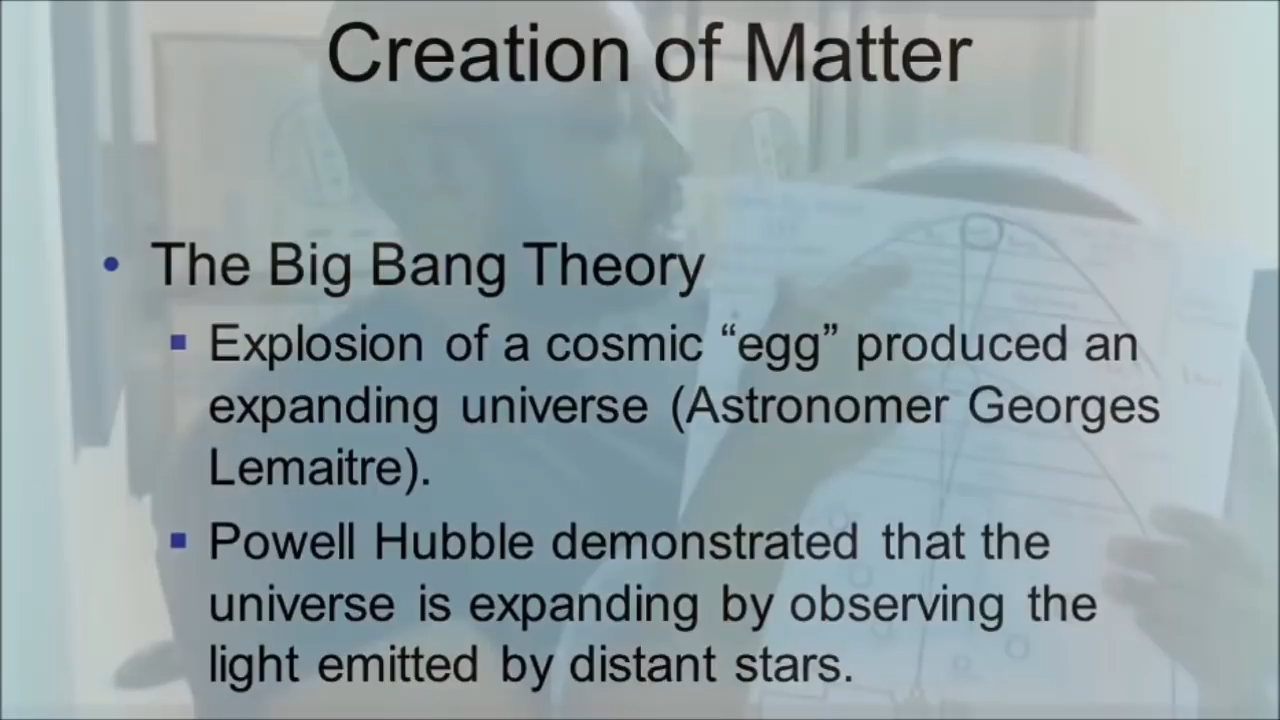 Creation of Matter
• The Big Bang Theory
▪ Explosion of a cosmic “egg” produced an
expanding universe (Astronomer Georges
Lemaitre).
▪ Powell Hubble demonstrated that the
universe is expanding by observing the
light emitted by distant stars.